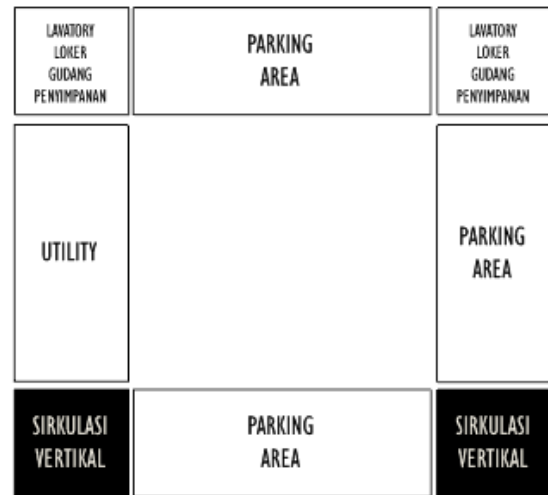 LAVATORY
LOKER
GUDANG
PENYIMPANAN
PARKING
AREA
LAVATORY
LOKER
GUDANG
PENYIMPANAN
UTILITY
PARKING
AREA
SIRKULASI
VERTIKAL
PARKING
AREA
SIRKULASI
VERTIKAL